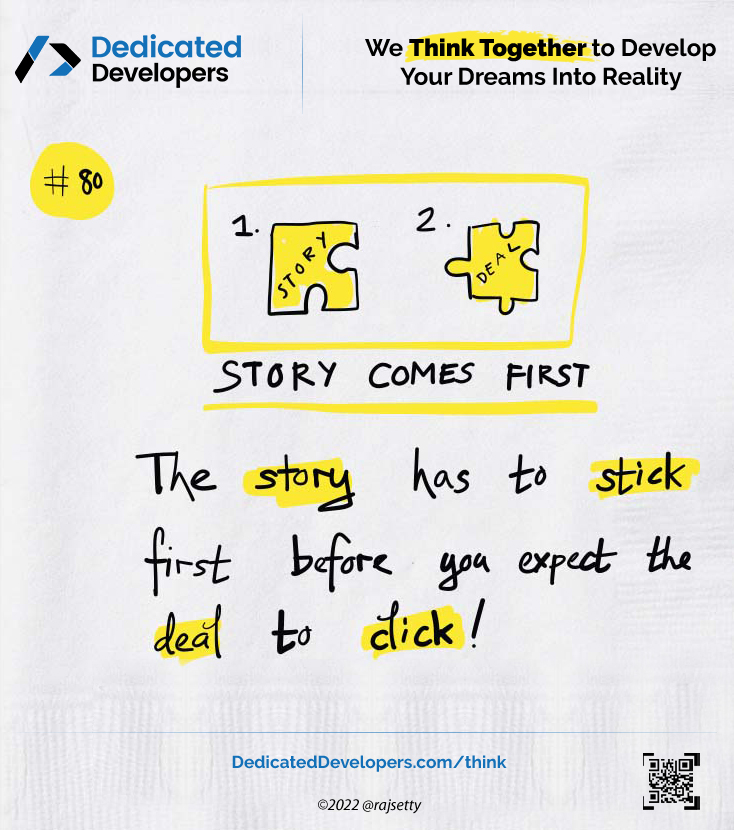 Dedicated
Developers
We Think Together to Develop
Your Dreams Into Reality
# 80
1.
STORY
2.
DEAL
STORY COMES FIRST
The story has to stick
first before you expect the
deal to click!
DedicatedDevelopers.com/think
©2022 @rajsetty